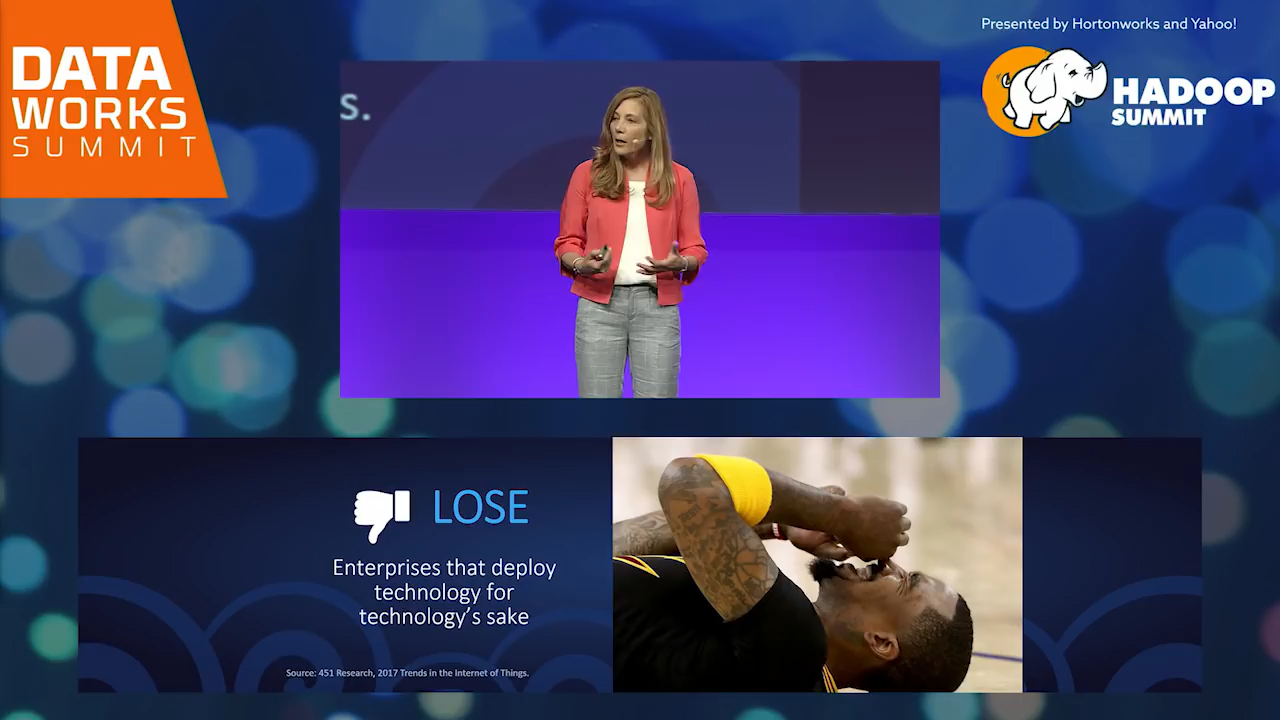 DATA
WORKS
SUMMIT
Presented by Hortonworks and Yahoo!
HADOOP
SUMMIT
s.
LOSE
Enterprises that deploy
technology for
technology's sake
Source: 451 Research, 2017 Trends in the Internet of Things.